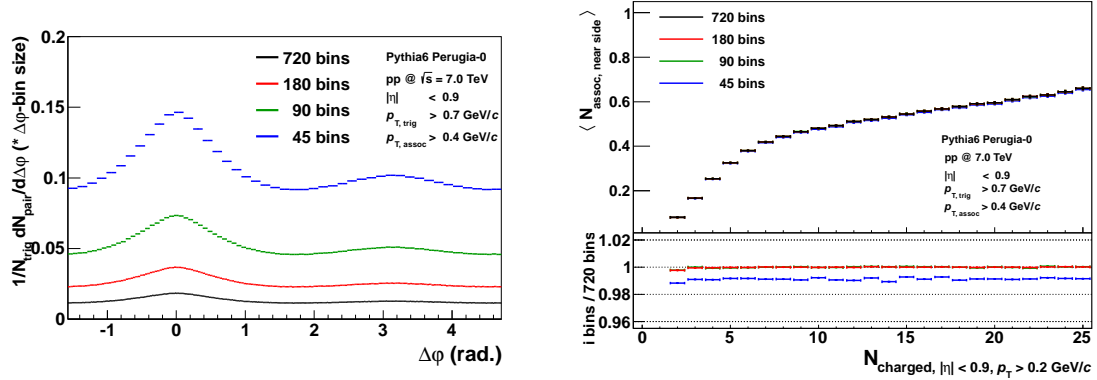 1/N_trig dN_pair/dΔφ (* Δφ-bin size)
0.2
0.15
0.1
0.05
0
720 bins
180 bins
90 bins
45 bins
Pythia6 Perugia-0
pp @ √s = 7.0 TeV
|η| < 0.9
p_T, trig > 0.7 GeV/c
p_T, assoc > 0.4 GeV/c
-1 0 1 2 3 4
Δφ (rad.)
⟨ N_assoc, near side ⟩
1
0.8
0.6
0.4
0.2
720 bins
180 bins
90 bins
45 bins
Pythia6 Perugia-0
pp @ 7.0 TeV
|η| < 0.9
p_T, trig > 0.7 GeV/c
p_T, assoc > 0.4 GeV/c
i bins / 720 bins
1.02
1
0.98
0.96
0 5 10 15 20 25
N_charged, |η| < 0.9, p_T > 0.2 GeV/c